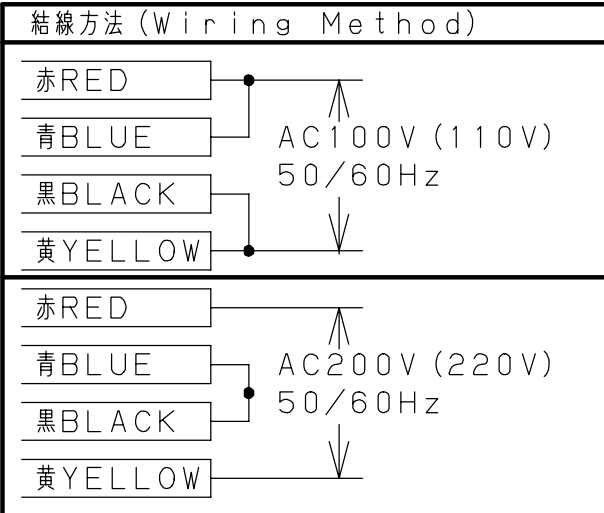 結線方法(Wiring Method)
赤RED
青BLUE
黒BLACK
黄YELLOW
AC100V(110V)
50/60Hz
赤RED
青BLUE
黒BLACK
黄YELLOW
AC200V(220V)
50/60Hz